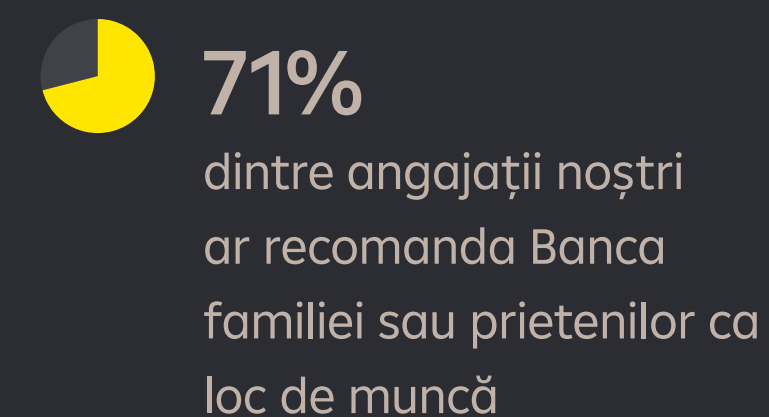 71%
dintre angajații noștri
ar recomanda Banca
familiei sau prietenilor ca
loc de muncă